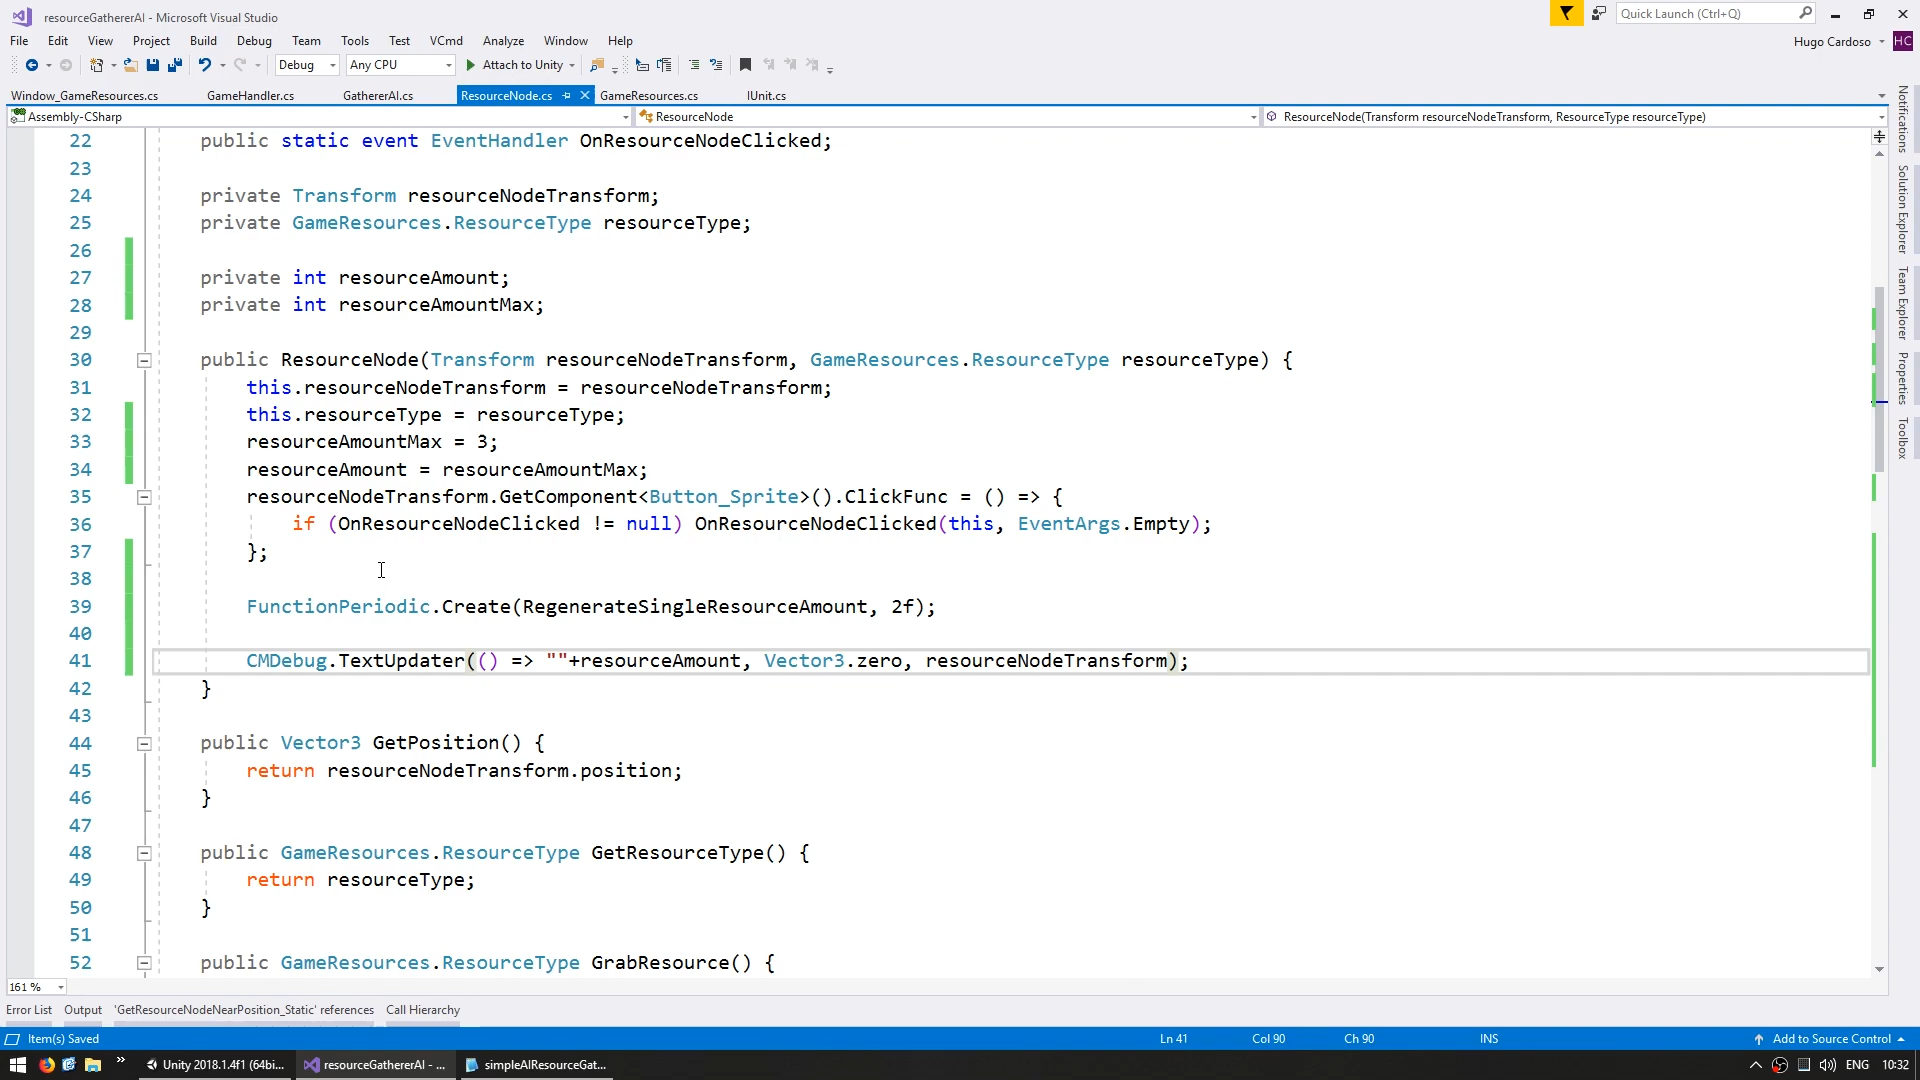 resourceGathererAI - Microsoft Visual Studio
Quick Launch (Ctrl+Q)
File Edit View Project Build Debug Team Tools Test VCmd Analyze Window Help
Hugo Cardoso HC
Debug Any CPU Attach to Unity
Window_GameResources.cs GameHandler.cs GathererAI.cs ResourceNode.cs GameResources.cs IUnit.cs
Assembly-CSharp ResourceNode ResourceNode(Transform resourceNodeTransform, ResourceType resourceType)
22 public static event EventHandler OnResourceNodeClicked;
23
24 private Transform resourceNodeTransform;
25 private GameResources.ResourceType resourceType;
26
27 private int resourceAmount;
28 private int resourceAmountMax;
29
30 public ResourceNode(Transform resourceNodeTransform, GameResources.ResourceType resourceType) {
31 this.resourceNodeTransform = resourceNodeTransform;
32 this.resourceType = resourceType;
33 resourceAmountMax = 3;
34 resourceAmount = resourceAmountMax;
35 resourceNodeTransform.GetComponent<Button_Sprite>().ClickFunc = () => {
36 if (OnResourceNodeClicked != null) OnResourceNodeClicked(this, EventArgs.Empty);
37 };
38
39 FunctionPeriodic.Create(RegenerateSingleResourceAmount, 2f);
40
41 CMDebug.TextUpdater(() => ""+resourceAmount, Vector3.zero, resourceNodeTransform);
42 }
43
44 public Vector3 GetPosition() {
45 return resourceNodeTransform.position;
46 }
47
48 public GameResources.ResourceType GetResourceType() {
49 return resourceType;
50 }
51
52 public GameResources.ResourceType GrabResource() {
161 %
Error List Output 'GetResourceNodeNearPosition_Static' references Call Hierarchy
Item(s) Saved Ln 41 Col 90 Ch 90 INS Add to Source Control
Unity 2018.1.4f1 (64bi... resourceGathererAI - ... simpleAIResourceGat... ENG 10:32
Notifications
Solution Explorer
Team Explorer
Properties
Toolbox